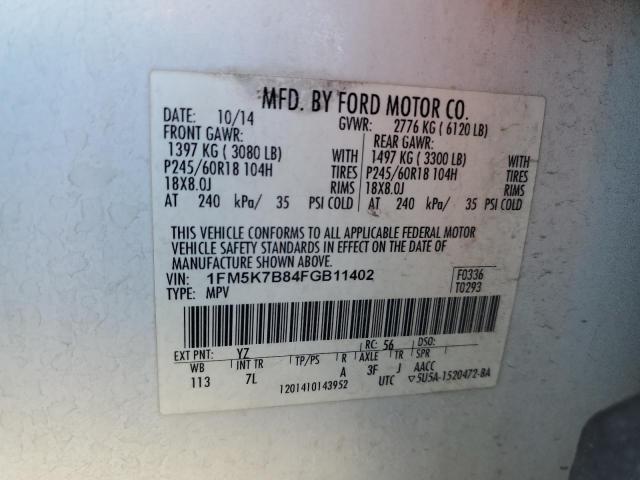 MFD. BY FORD MOTOR CO.
DATE: 10/14 GVWR: 2776 KG ( 6120 LB)
FRONT GAWR: REAR GAWR:
1397 KG ( 3080 LB) WITH 1497 KG ( 3300 LB) WITH
P245/60R18 104H TIRES P245/60R18 104H TIRES
18X8.0J RIMS 18X8.0J RIMS
AT 240 kPa/ 35 PSI COLD AT 240 kPa/ 35 PSI COLD
THIS VEHICLE CONFORMS TO ALL APPLICABLE FEDERAL MOTOR
VEHICLE SAFETY STANDARDS IN EFFECT ON THE DATE OF
MANUFACTURE SHOWN ABOVE.
VIN: 1FM5K7B84FGB11402 F0336
TYPE: MPV T0293
EXT PNT: YZ RC: 56 DSO:
WB INT TR TP/PS R AXLE TR SPR
113 7L A 3F J AACC
1201410143952 UTC ▽5U5A-1520472-BA